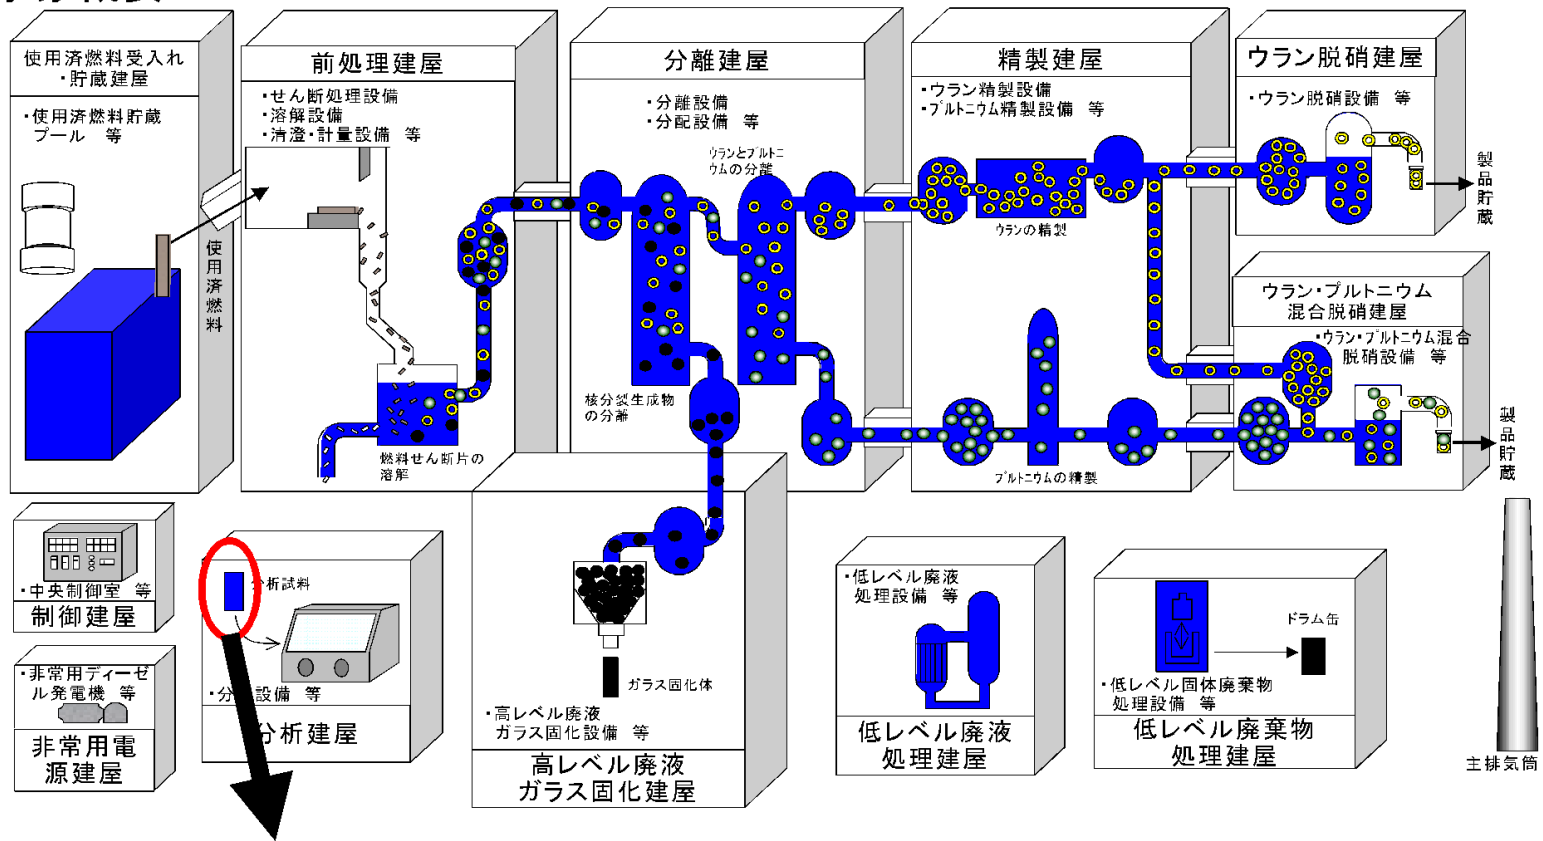 使用済燃料受入れ
・貯蔵建屋
・使用済燃料貯蔵
プール 等
使用済燃料
前処理建屋
・せん断処理設備
・溶解設備
・清澄・計量設備 等
燃料せん断片の
溶解
分離建屋
・分離設備
・分配設備 等
ウランとプルトニ
ウムの分離
核分裂生成物
の分離
精製建屋
・ウラン精製設備
・プルトニウム精製設備 等
ウランの精製
プルトニウムの精製
ウラン脱硝建屋
・ウラン脱硝設備 等
製品貯蔵
ウラン・プルトニウム
混合脱硝建屋
・ウラン・プルトニウム混合
脱硝設備 等
製品貯蔵
・中央制御室 等
制御建屋
・非常用ディーゼ
ル発電機 等
非常用電
源建屋
分析試料
・分析設備 等
分析建屋
ガラス固化体
・高レベル廃液
ガラス固化設備 等
高レベル廃液
ガラス固化建屋
・低レベル廃液
処理設備 等
低レベル廃液
処理建屋
ドラム缶
・低レベル固体廃棄物
処理設備 等
低レベル廃棄物
処理建屋
主排気筒